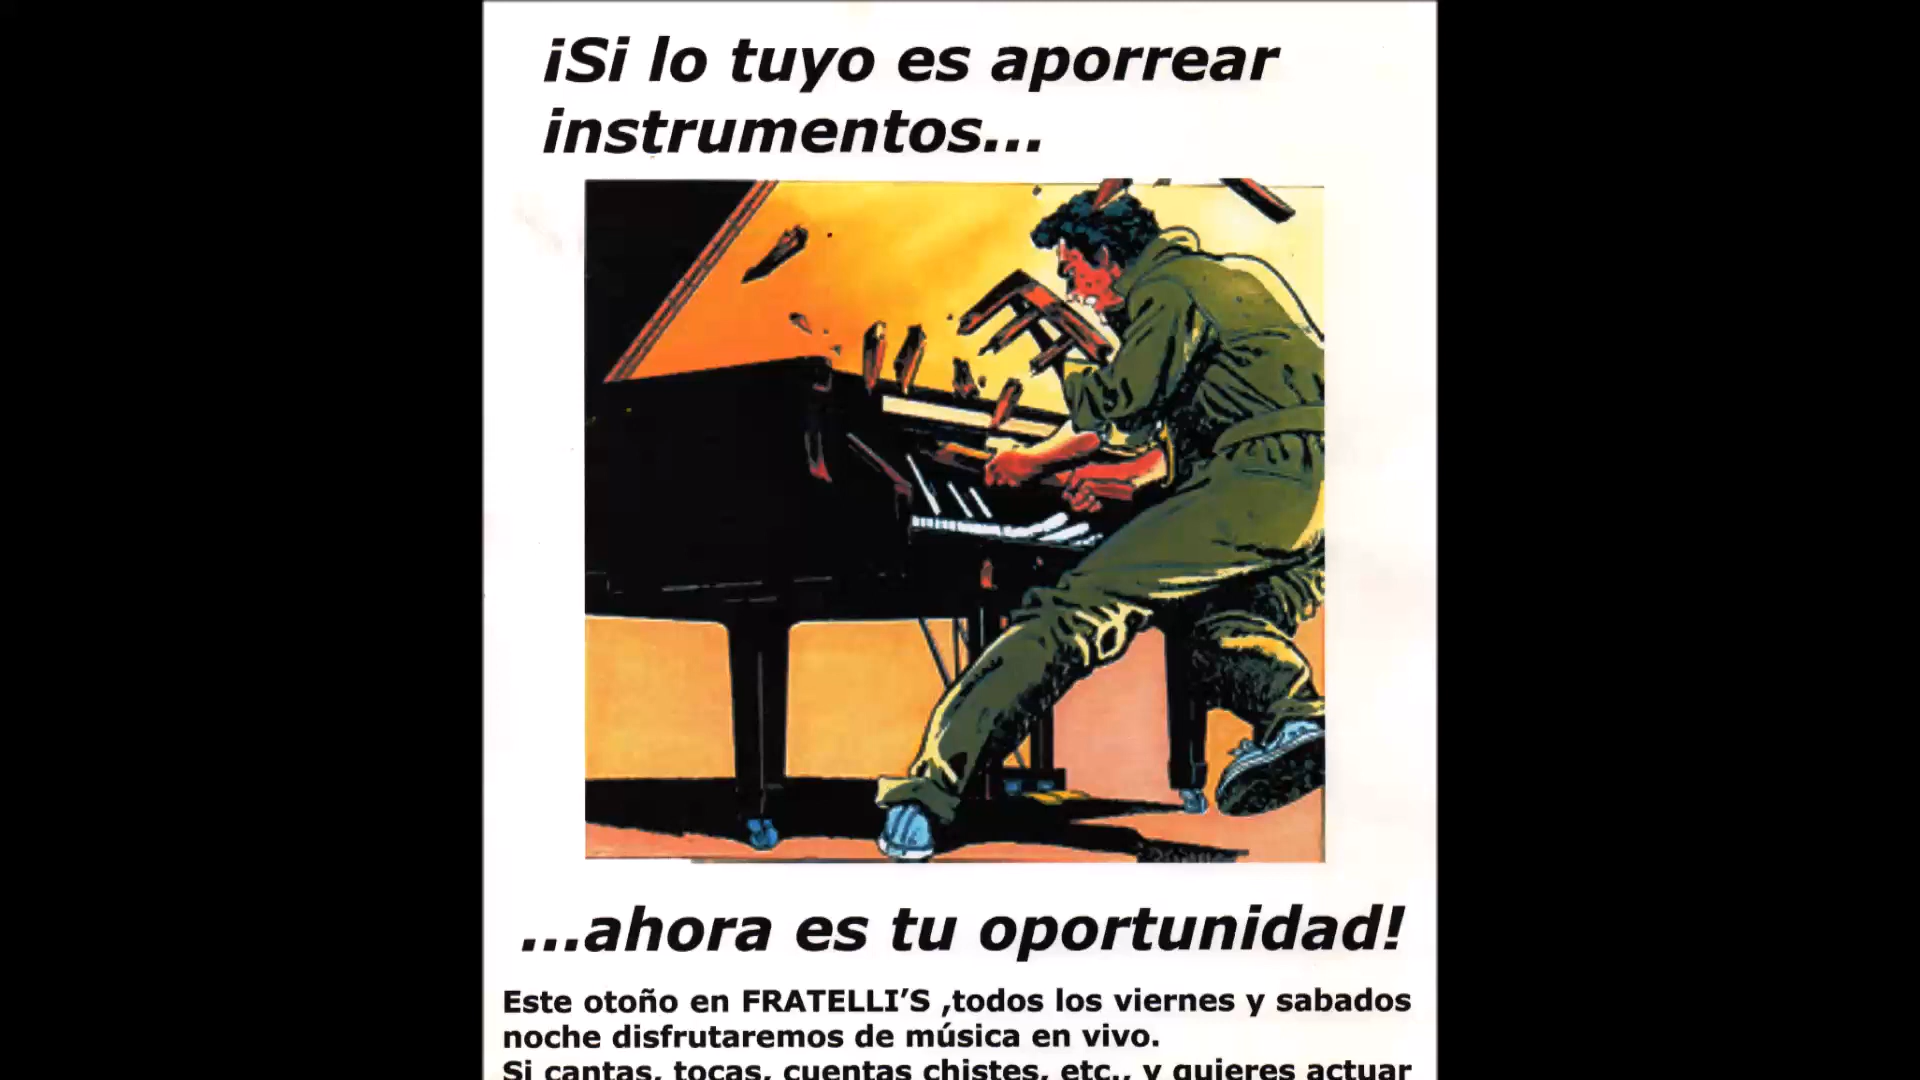 ¡Si lo tuyo es aporrear
instrumentos...
...ahora es tu oportunidad!
Este otoño en FRATELLI’S ,todos los viernes y sabados
noche disfrutaremos de música en vivo.
Si cantas, tocas, cuentas chistes, etc., y quieres actuar